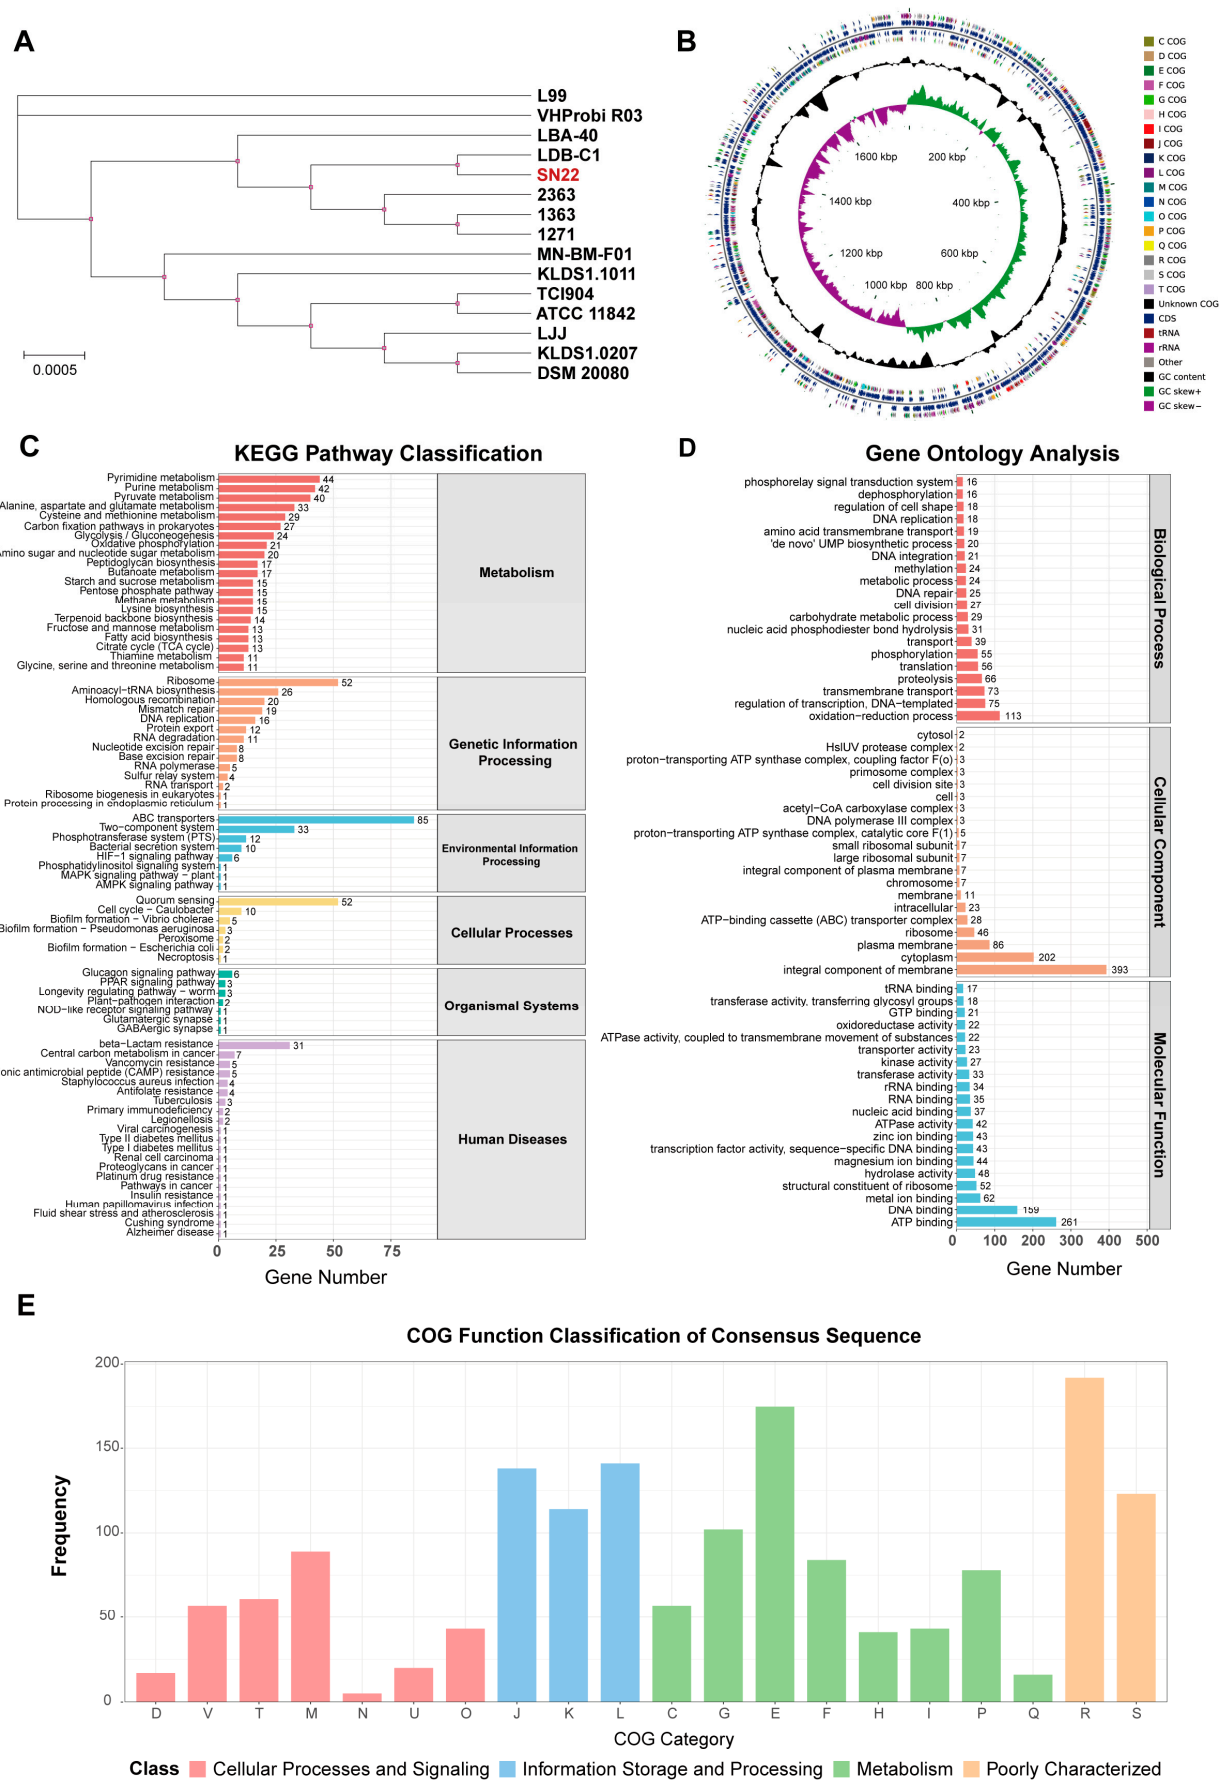 A
L99
VHProbi R03
LBA-40
LDB-C1
SN22
2363
1363
1271
MN-BM-F01
KLDS1.1011
TCI904
ATCC 11842
LJJ
KLDS1.0207
DSM 20080
0.0005
B
1600 kbp
200 kbp
1400 kbp
400 kbp
1200 kbp
600 kbp
1000 kbp
800 kbp
C COG
D COG
E COG
F COG
G COG
H COG
I COG
J COG
K COG
L COG
M COG
N COG
O COG
P COG
Q COG
R COG
S COG
T COG
Unknown COG
CDS
tRNA
rRNA
Other
GC content
GC skew+
GC skew−
C
KEGG Pathway Classification
Pyrimidine metabolism 44
Purine metabolism 42
Pyruvate metabolism 40
Alanine, aspartate and glutamate metabolism 33
Cysteine and methionine metabolism 29
Carbon fixation pathways in prokaryotes 27
Glycolysis / Gluconeogenesis 24
Oxidative phosphorylation 21
Amino sugar and nucleotide sugar metabolism 20
Peptidoglycan biosynthesis 17
Butanoate metabolism 17
Starch and sucrose metabolism 15
Pentose phosphate pathway 15
Methane metabolism 15
Lysine biosynthesis 15
Terpenoid backbone biosynthesis 14
Fructose and mannose metabolism 13
Fatty acid biosynthesis 13
Citrate cycle (TCA cycle) 13
Thiamine metabolism 11
Glycine, serine and threonine metabolism 11
Metabolism
Ribosome 52
Aminoacyl−tRNA biosynthesis 26
Homologous recombination 20
Mismatch repair 19
DNA replication 16
Protein export 12
RNA degradation 11
Nucleotide excision repair 8
Base excision repair 8
RNA polymerase 5
Sulfur relay system 4
RNA transport 2
Ribosome biogenesis in eukaryotes 1
Protein processing in endoplasmic reticulum 1
Genetic Information
Processing
ABC transporters 85
Two−component system 33
Phosphotransferase system (PTS) 12
Bacterial secretion system 10
HIF−1 signaling pathway 6
Phosphatidylinositol signaling system 1
MAPK signaling pathway − plant 1
AMPK signaling pathway 1
Environmental Information
Processing
Quorum sensing 52
Cell cycle − Caulobacter 10
Biofilm formation − Vibrio cholerae 5
Biofilm formation − Pseudomonas aeruginosa 3
Peroxisome 2
Biofilm formation − Escherichia coli 2
Necroptosis 1
Cellular Processes
Glucagon signaling pathway 6
PPAR signaling pathway 3
Longevity regulating pathway − worm 3
Plant−pathogen interaction 2
NOD−like receptor signaling pathway 1
Glutamatergic synapse 1
GABAergic synapse 1
Organismal Systems
beta−Lactam resistance 31
Central carbon metabolism in cancer 7
Vancomycin resistance 5
onic antimicrobial peptide (CAMP) resistance 5
Staphylococcus aureus infection 4
Antifolate resistance 4
Tuberculosis 3
Primary immunodeficiency 2
Legionellosis 2
Viral carcinogenesis 1
Type II diabetes mellitus 1
Type I diabetes mellitus 1
Renal cell carcinoma 1
Proteoglycans in cancer 1
Platinum drug resistance 1
Pathways in cancer 1
Insulin resistance 1
Human papillomavirus infection 1
Fluid shear stress and atherosclerosis 1
Cushing syndrome 1
Alzheimer disease 1
Human Diseases
0 25 50 75
Gene Number
D
Gene Ontology Analysis
phosphorelay signal transduction system 16
dephosphorylation 16
regulation of cell shape 18
DNA replication 18
amino acid transmembrane transport 19
'de novo' UMP biosynthetic process 20
DNA integration 21
methylation 24
metabolic process 24
DNA repair 25
cell division 27
carbohydrate metabolic process 29
nucleic acid phosphodiester bond hydrolysis 31
transport 39
phosphorylation 55
translation 56
proteolysis 66
transmembrane transport 73
regulation of transcription, DNA−templated 75
oxidation−reduction process 113
Biological Process
cytosol 2
HslUV protease complex 2
proton−transporting ATP synthase complex, coupling factor F(o) 3
primosome complex 3
cell division site 3
cell 3
acetyl−CoA carboxylase complex 3
DNA polymerase III complex 3
proton−transporting ATP synthase complex, catalytic core F(1) 5
small ribosomal subunit 7
large ribosomal subunit 7
integral component of plasma membrane 7
chromosome 7
membrane 11
intracellular 23
ATP−binding cassette (ABC) transporter complex 28
ribosome 46
plasma membrane 86
cytoplasm 202
integral component of membrane 393
Cellular Component
tRNA binding 17
transferase activity, transferring glycosyl groups 18
GTP binding 21
oxidoreductase activity 22
ATPase activity, coupled to transmembrane movement of substances 22
transporter activity 23
kinase activity 27
transferase activity 33
rRNA binding 34
RNA binding 35
nucleic acid binding 37
ATPase activity 42
zinc ion binding 43
transcription factor activity, sequence−specific DNA binding 43
magnesium ion binding 44
hydrolase activity 48
structural constituent of ribosome 52
metal ion binding 62
DNA binding 159
ATP binding 261
Molecular Function
0 100 200 300 400 500
Gene Number
E
COG Function Classification of Consensus Sequence
Frequency
200
150
100
50
0
D V T M N U O J K L C G E F H I P Q R S
COG Category
Class Cellular Processes and Signaling Information Storage and Processing Metabolism Poorly Characterized